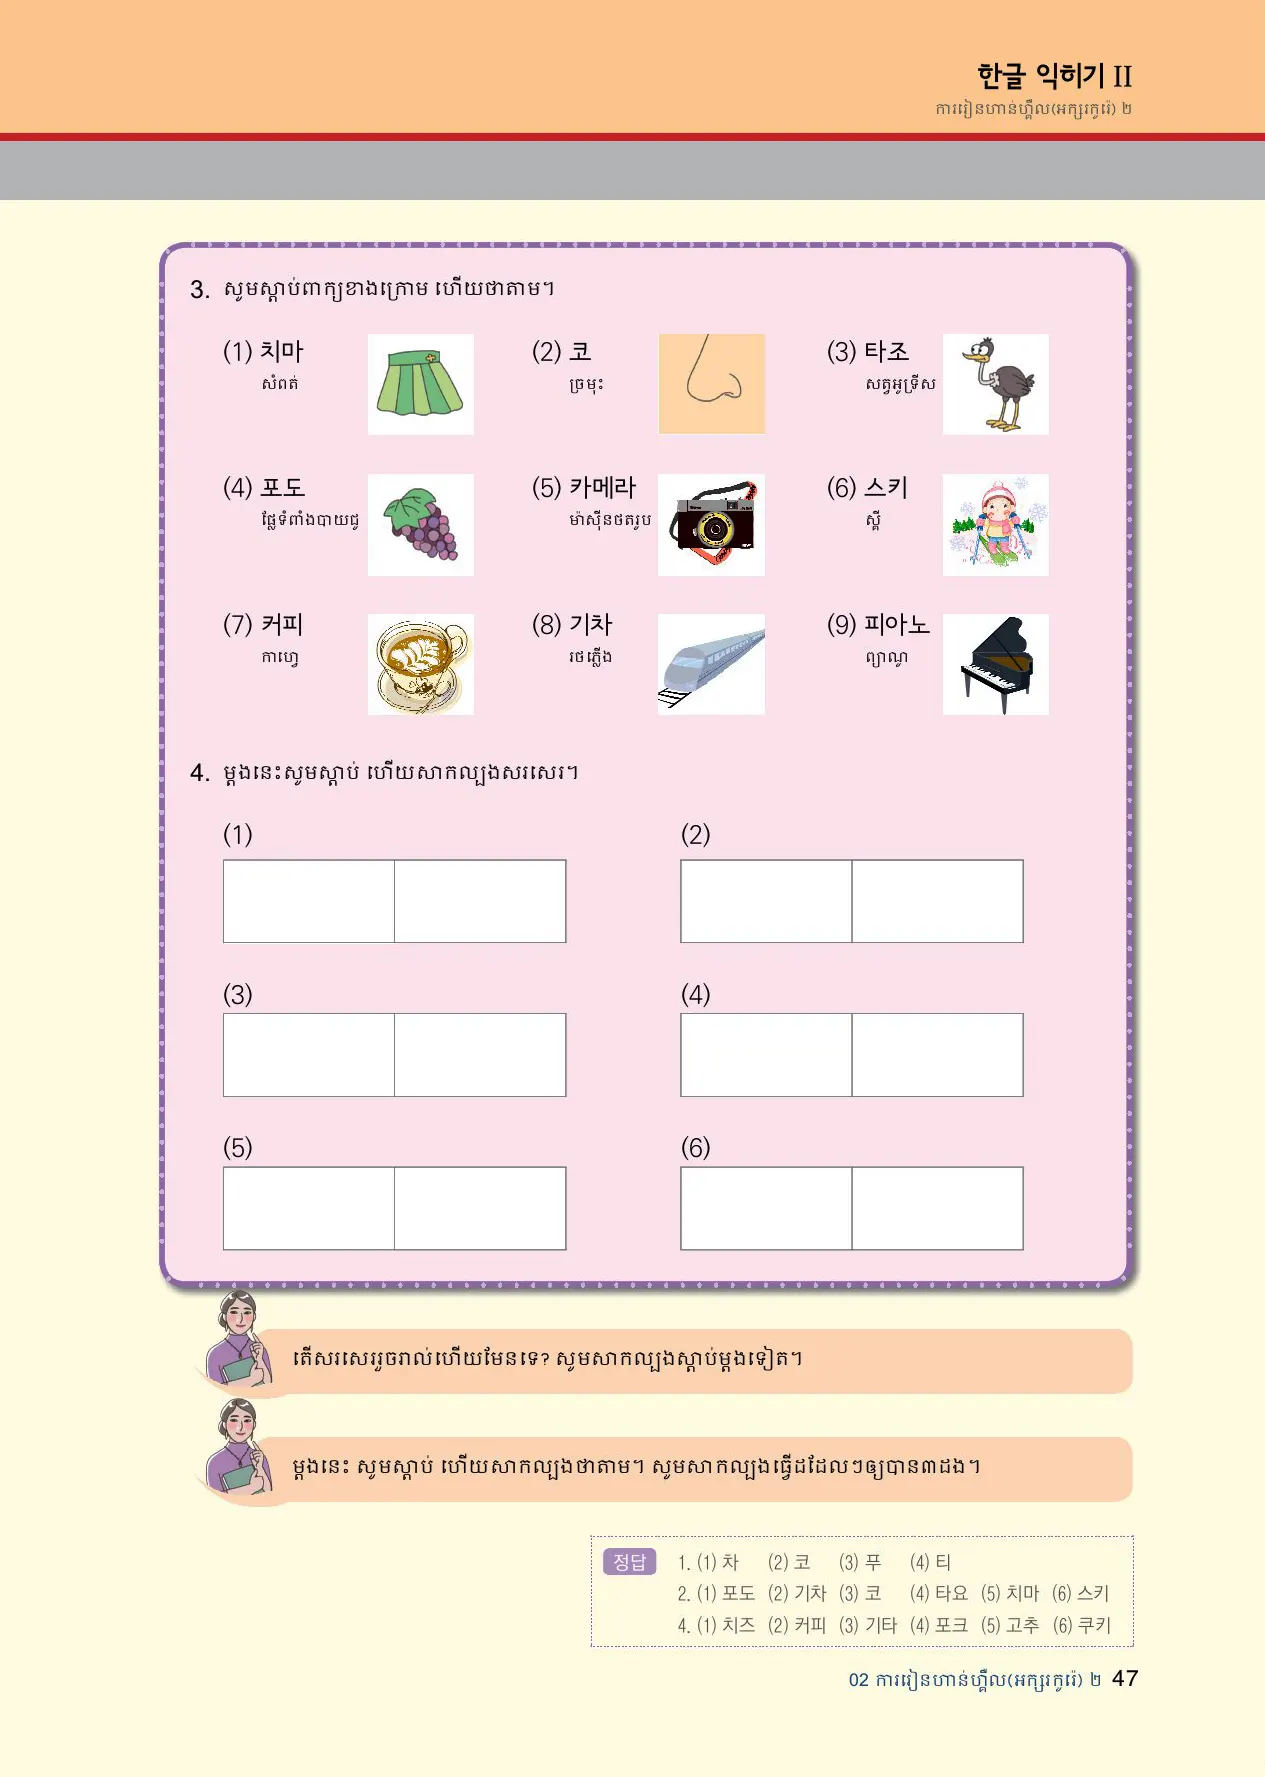 한글 익히기 II
ការរៀនហាន់ហ្គឺល(អក្សរកូរ៉េ) ២
3. សូមស្តាប់ពាក្យខាងក្រោម ហើយថាតាម។
(1) 치마 (2) 코 (3) 타조
សំពត់ ច្រមុះ សត្វអូទ្រីស
(4) 포도 (5) 카메라 (6) 스키
ផ្លែទំពាំងបាយជូ ម៉ាស៊ីនថតរូប ស្គី
(7) 커피 (8) 기차 (9) 피아노
កាហ្វេ រថភ្លើង ព្យាណូ
4. ម្តងនេះសូមស្តាប់ ហើយសាកល្បងសរសេរ។
(1) (2)
(3) (4)
(5) (6)
តើសរសេររួចរាល់ហើយមែនទេ? សូមសាកល្បងស្តាប់ម្តងទៀត។
ម្តងនេះ សូមស្តាប់ ហើយសាកល្បងថាតាម។ សូមសាកល្បងធ្វើដដែលៗឲ្យបាន៣ដង។
정답 1. (1) 차 (2) 코 (3) 푸 (4) 티
2. (1) 포도 (2) 기차 (3) 코 (4) 타요 (5) 치마 (6) 스키
4. (1) 치즈 (2) 커피 (3) 기타 (4) 포크 (5) 고추 (6) 쿠키
02 ការរៀនហាន់ហ្គឺល(អក្សរកូរ៉េ) ២ 47